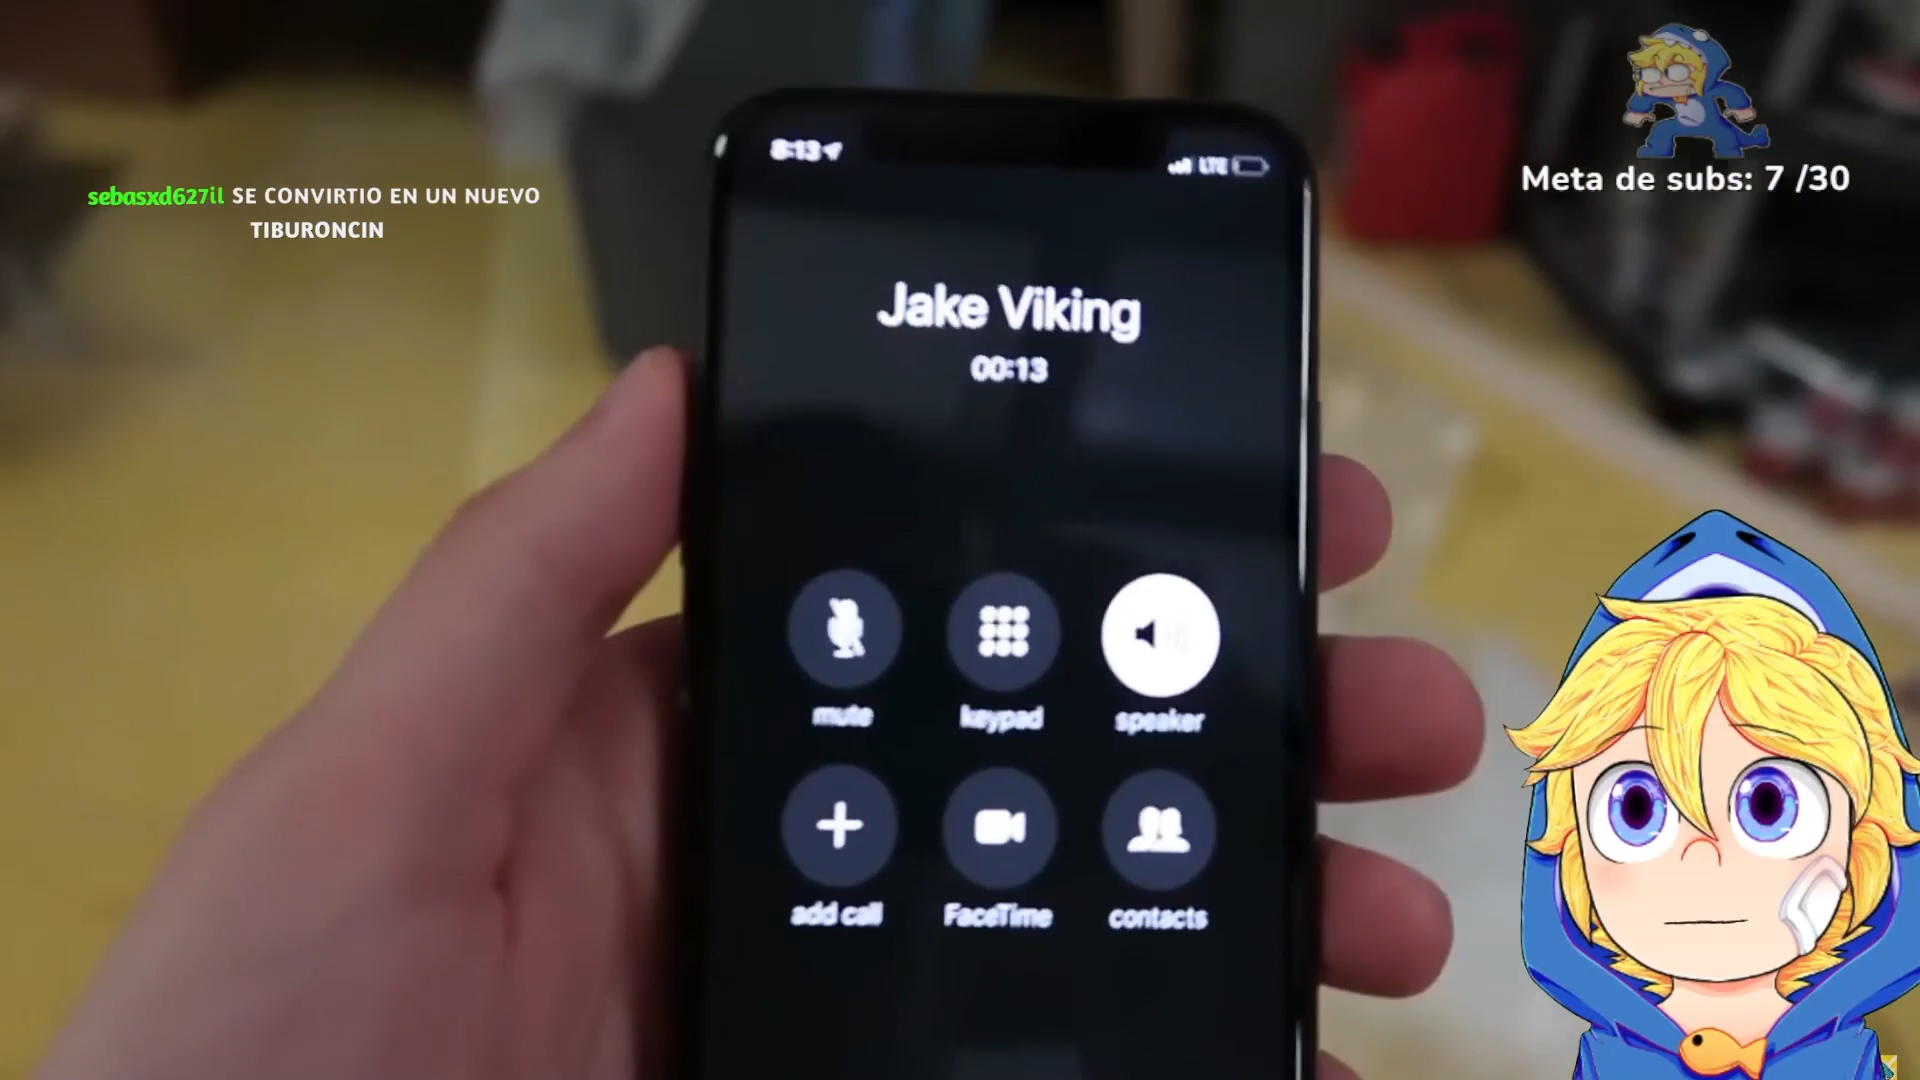 8:13
LTE
Meta de subs: 7 /30
sebasxd627il SE CONVIRTIO EN UN NUEVO
TIBURONCIN
Jake Viking
00:13
mute
keypad
speaker
add call
FaceTime
contacts